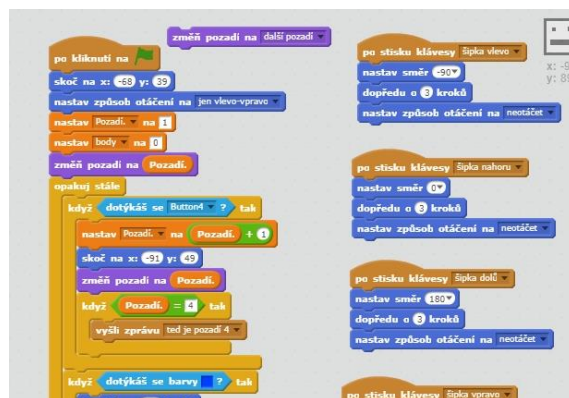 změň pozadí na další pozadí
po kliknutí na
skoč na x: -68 y: 39
nastav způsob otáčení na jen vlevo-vpravo
nastav Pozadí. na 1
nastav body na 0
změň pozadí na Pozadí.
opakuj stále
když dotýkáš se Button4 ? tak
nastav Pozadí. na Pozadí. + 1
skoč na x: -91 y: 49
změň pozadí na Pozadí.
když Pozadí. = 4 tak
vyšli zprávu ted je pozadí 4
když dotýkáš se barvy ? tak
po stisku klávesy šipka vlevo
nastav směr -90
dopředu o 3 kroků
nastav způsob otáčení na neotáčet
po stisku klávesy šipka nahoru
nastav směr 0
dopředu o 3 kroků
nastav způsob otáčení na neotáčet
po stisku klávesy šipka dolů
nastav směr 180
dopředu o 3 kroků
nastav způsob otáčení na neotáčet
po stisku klávesy šipka vpravo
x: -9
y: 89